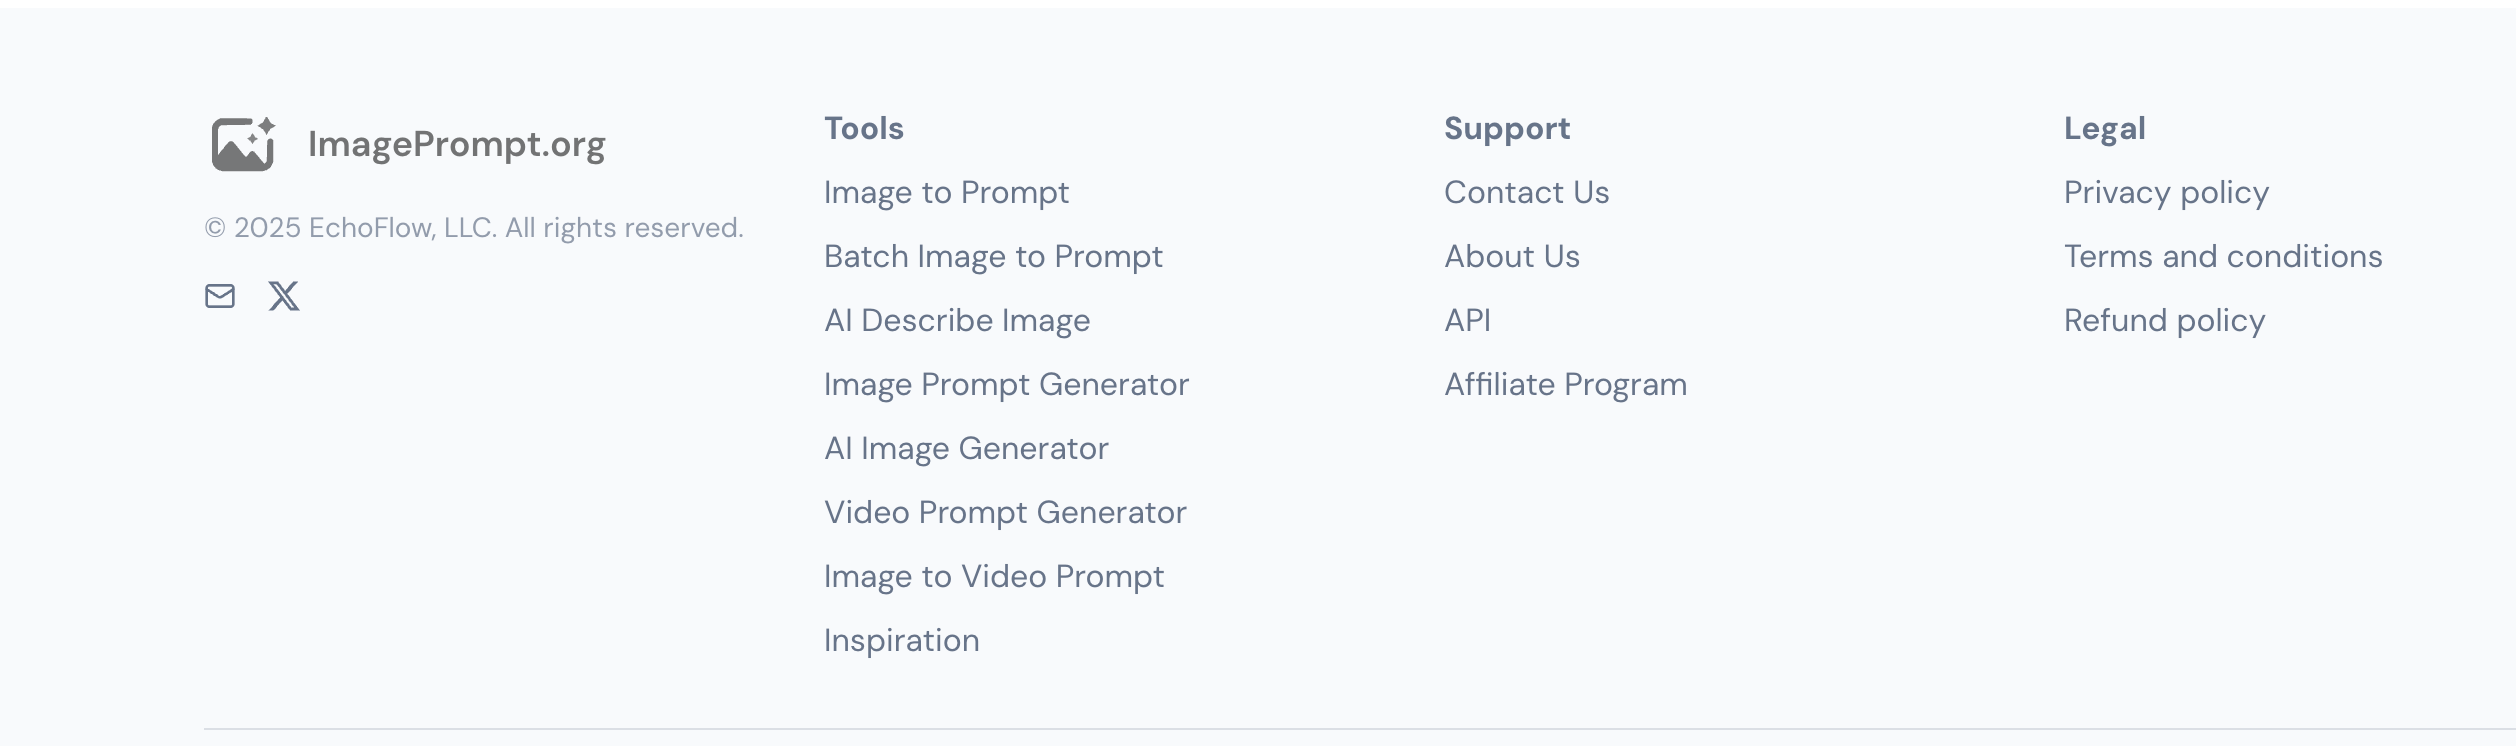 ImagePrompt.org
© 2025 EchoFlow, LLC. All rights reserved.
Tools
Image to Prompt
Batch Image to Prompt
AI Describe Image
Image Prompt Generator
AI Image Generator
Video Prompt Generator
Image to Video Prompt
Inspiration
Support
Contact Us
About Us
API
Affiliate Program
Legal
Privacy policy
Terms and conditions
Refund policy